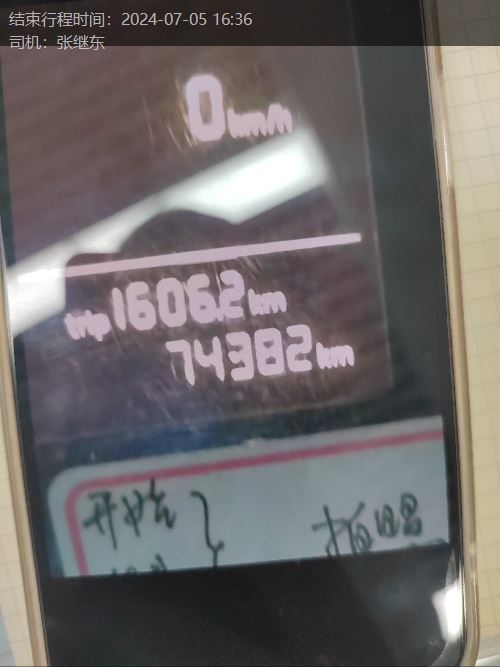 结束行程时间：2024-07-05 16:36
司机：张继东
0 km/h
trip 1606.2 km
74382 km
开始
拍照